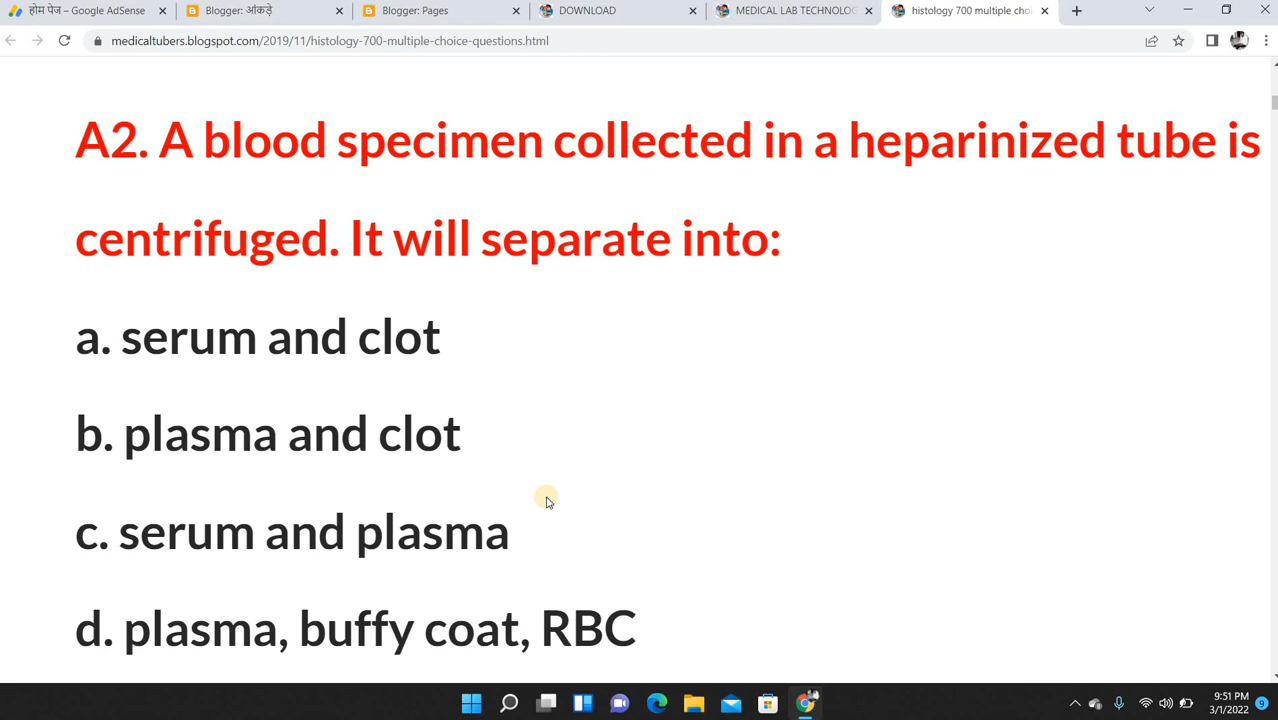 होम पेज – Google AdSense
Blogger: आंकड़े
Blogger: Pages
DOWNLOAD
MEDICAL LAB TECHNOLOG
histology 700 multiple choi
medicaltubers.blogspot.com/2019/11/histology-700-multiple-choice-questions.html
A2. A blood specimen collected in a heparinized tube is
centrifuged. It will separate into:
a. serum and clot
b. plasma and clot
c. serum and plasma
d. plasma, buffy coat, RBC
9:51 PM
3/1/2022
9